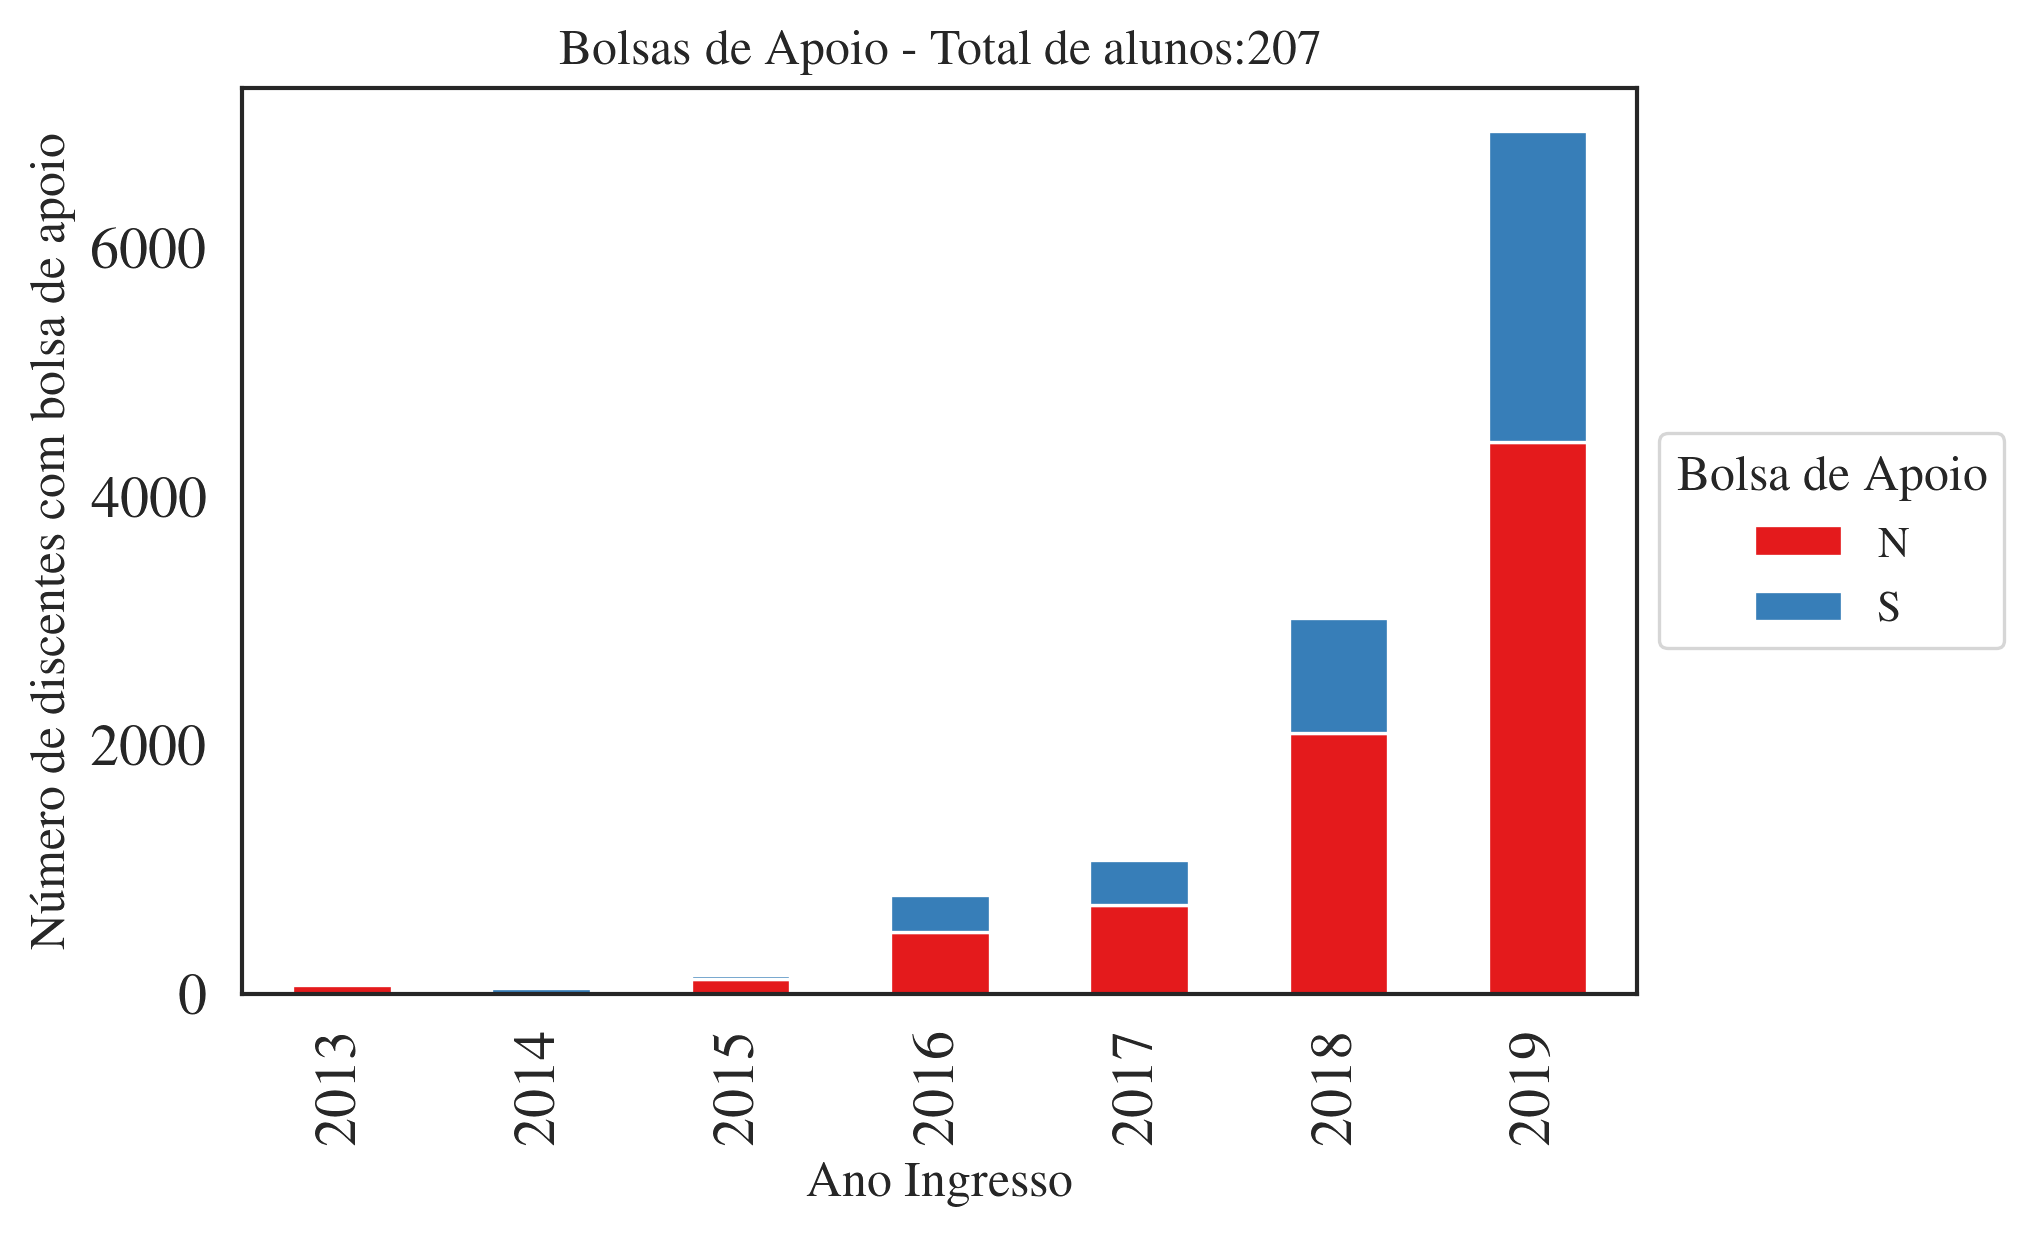 Bolsas de Apoio - Total de alunos:207
Número de discentes com bolsa de apoio
6000
4000
2000
0
2013
2014
2015
2016
2017
2018
2019
Ano Ingresso
Bolsa de Apoio
N
S